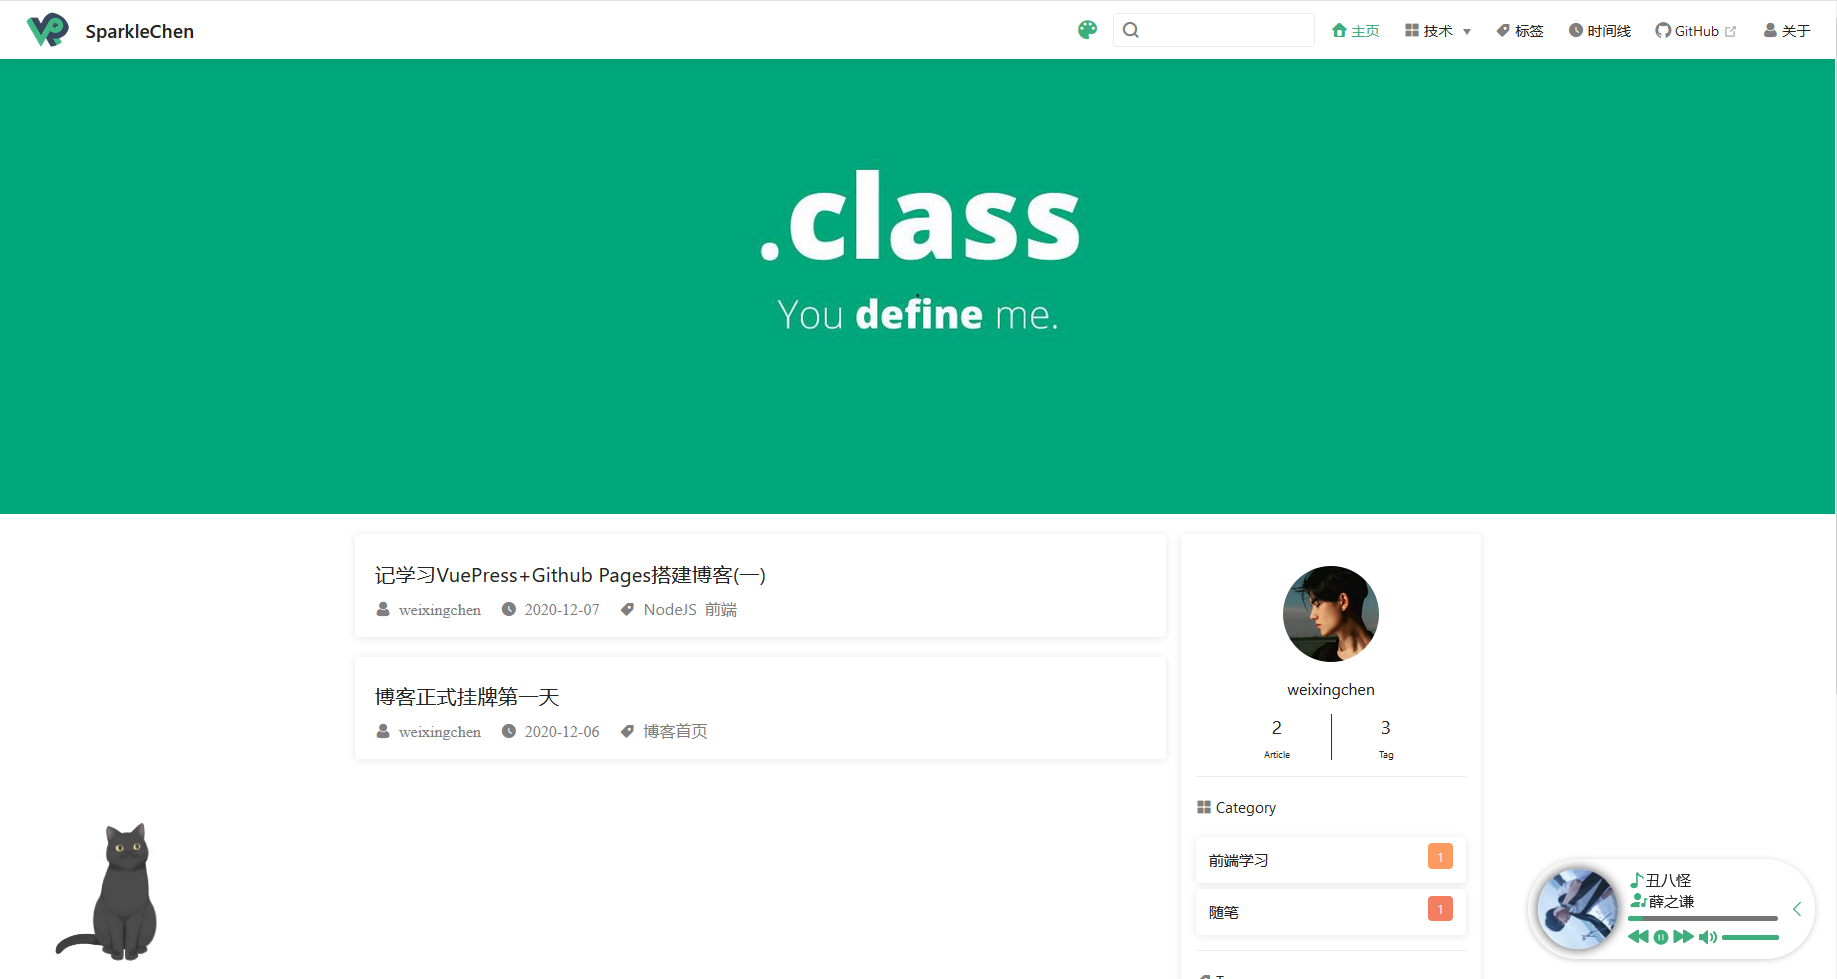 SparkleChen
主页 技术 标签 时间线 GitHub 关于
.class
You define me.
记学习VuePress+Github Pages搭建博客(一)
weixingchen 2020-12-07 NodeJS 前端
博客正式挂牌第一天
weixingchen 2020-12-06 博客首页
weixingchen
2 3
Article Tag
Category
前端学习 1
随笔 1
丑八怪
薛之谦